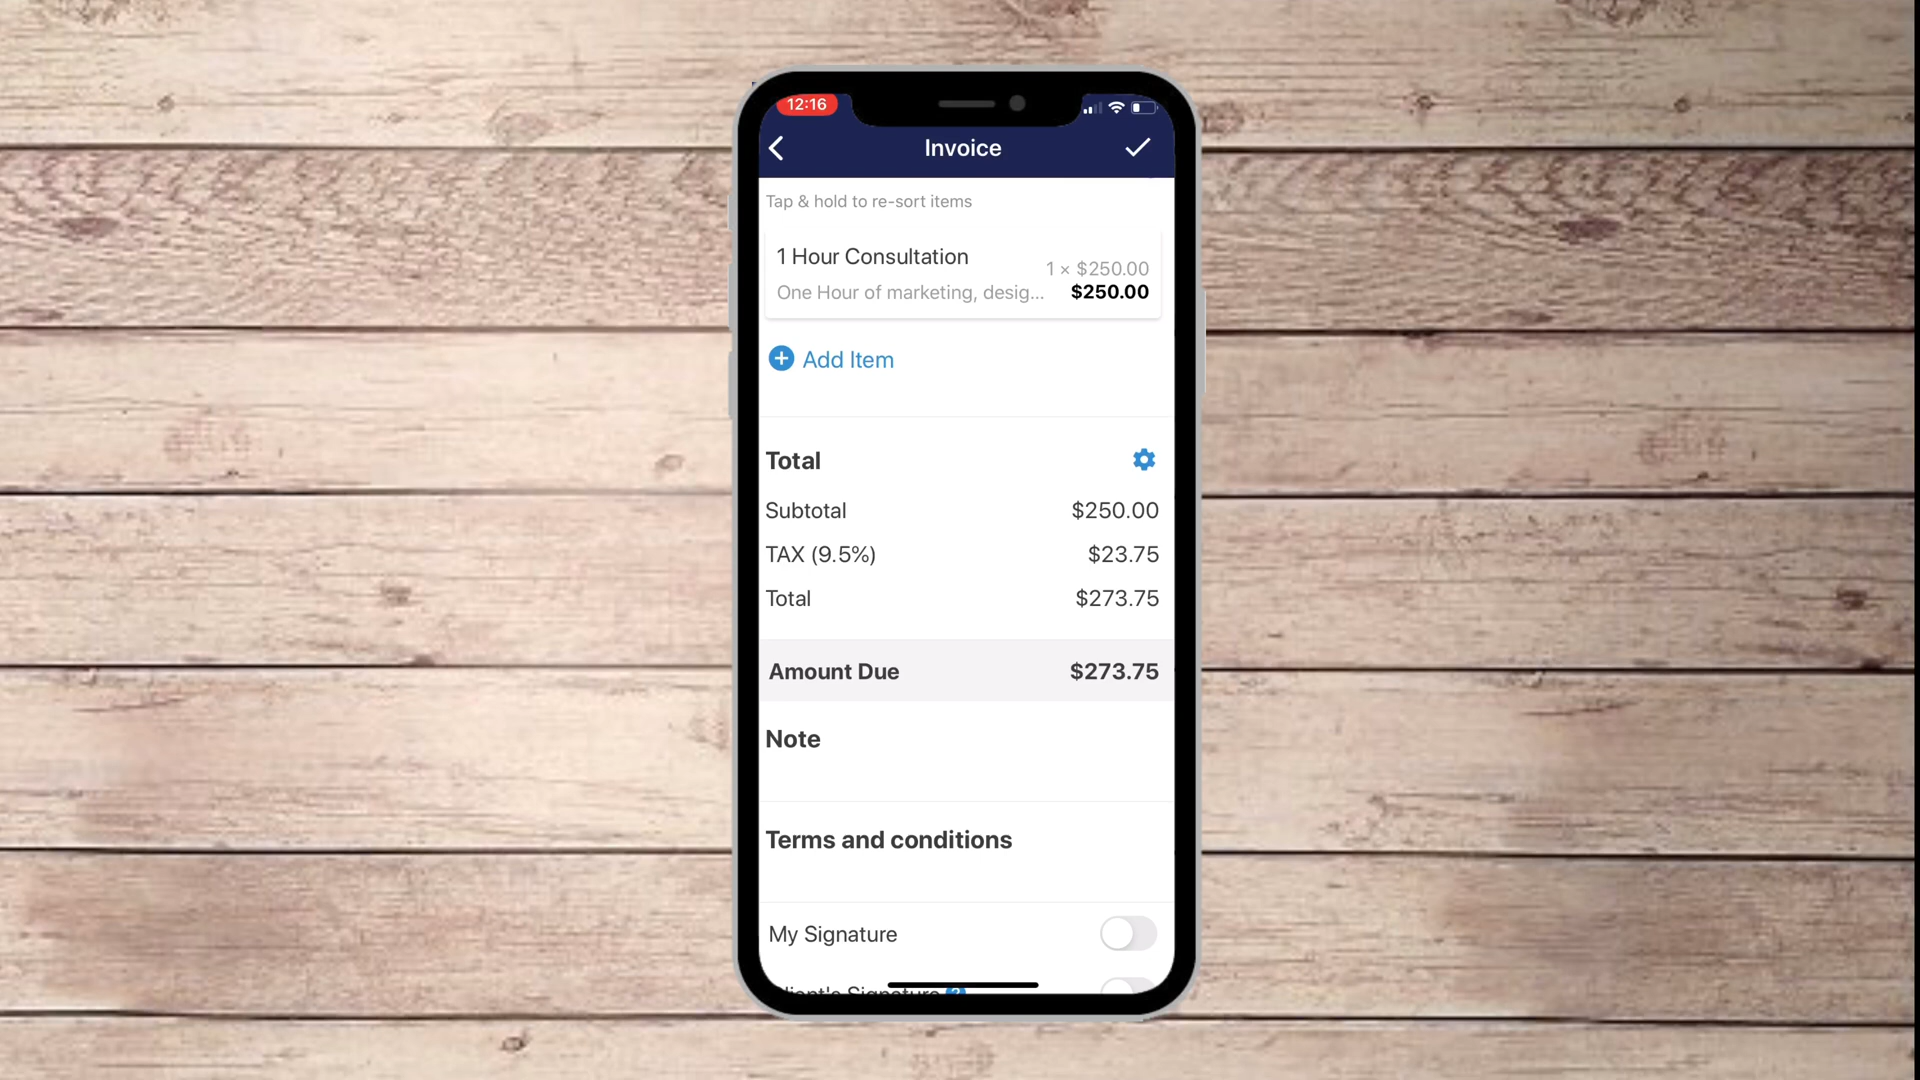 12:16
Invoice
Tap & hold to re-sort items
1 Hour Consultation
1 × $250.00
One Hour of marketing, desig... $250.00
Add Item
Total
Subtotal $250.00
TAX (9.5%) $23.75
Total $273.75
Amount Due $273.75
Note
Terms and conditions
My Signature
Client's Signature